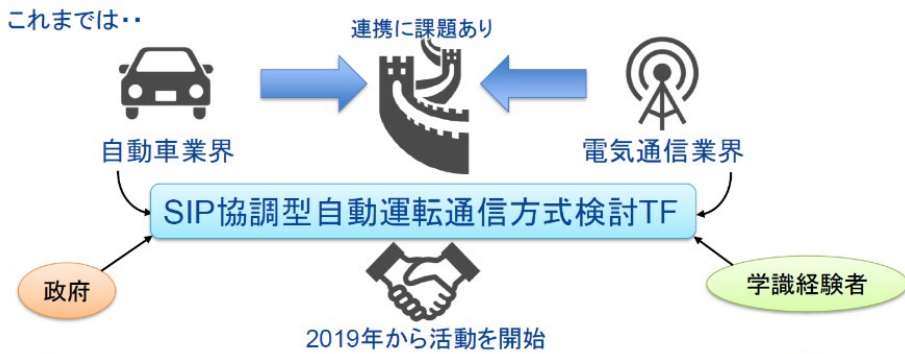 これまでは・・
連携に課題あり
自動車業界
電気通信業界
SIP協調型自動運転通信方式検討TF
政府
学識経験者
2019年から活動を開始